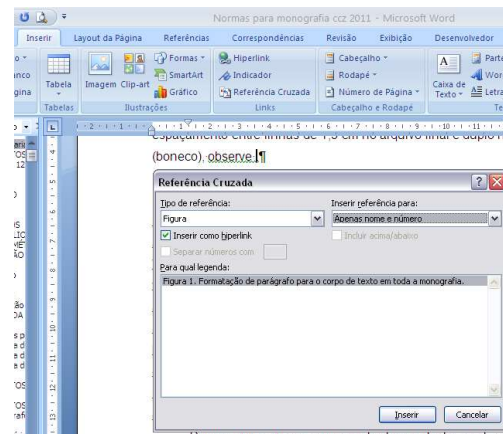 Normas para monografia ccz 2011 - Microsoft Word
Inserir Layout da Página Referências Correspondências Revisão Exibição Desenvolvedor
Tabela
Imagem Clip-art
Formas
SmartArt
Gráfico
Hiperlink
Indicador
Referência Cruzada
Cabeçalho
Rodapé
Número de Página
Caixa de Texto
Tabelas Ilustrações Links Cabeçalho e Rodapé
(boneco), observe:¶
Referência Cruzada
Tipo de referência: Inserir referência para:
Figura Apenas nome e número
Inserir como hiperlink Incluir acima/abaixo
Separar números com
Para qual legenda:
Figura 1. Formatação de parágrafo para o corpo de texto em toda a monografia.
Inserir Cancelar